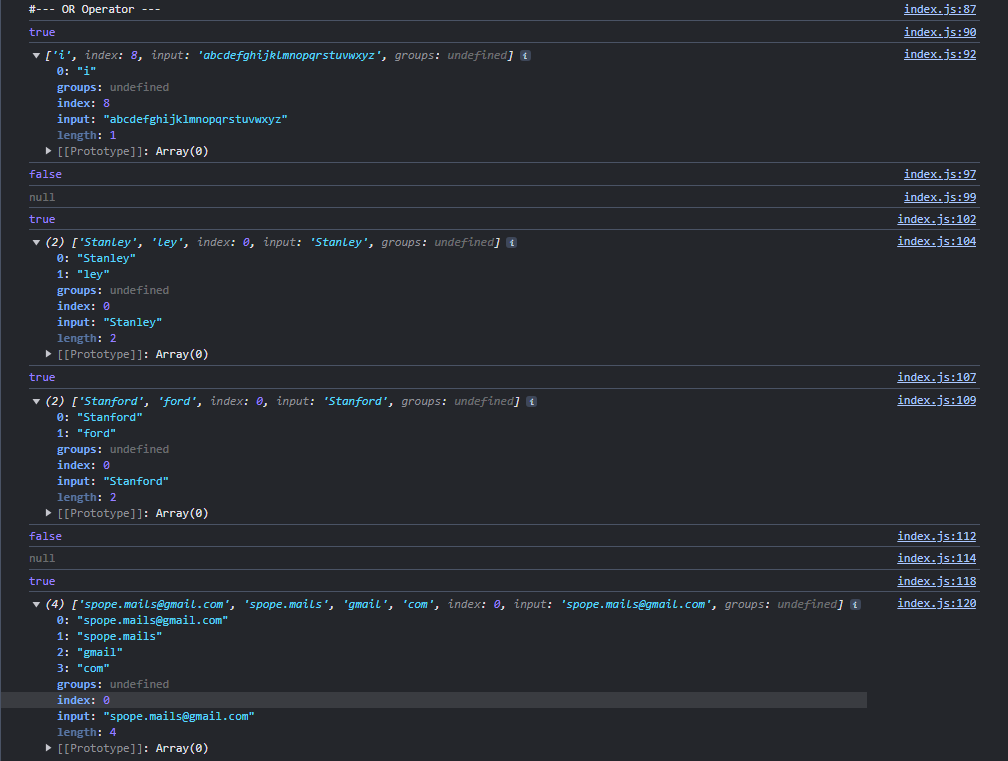 #--- OR Operator --- index.js:87
true index.js:90
▼ ['i', index: 8, input: 'abcdefghijklmnopqrstuvwxyz', groups: undefined] i index.js:92
0: "i"
groups: undefined
index: 8
input: "abcdefghijklmnopqrstuvwxyz"
length: 1
▶ [[Prototype]]: Array(0)
false index.js:97
null index.js:99
true index.js:102
▼ (2) ['Stanley', 'ley', index: 0, input: 'Stanley', groups: undefined] i index.js:104
0: "Stanley"
1: "ley"
groups: undefined
index: 0
input: "Stanley"
length: 2
▶ [[Prototype]]: Array(0)
true index.js:107
▼ (2) ['Stanford', 'ford', index: 0, input: 'Stanford', groups: undefined] i index.js:109
0: "Stanford"
1: "ford"
groups: undefined
index: 0
input: "Stanford"
length: 2
▶ [[Prototype]]: Array(0)
false index.js:112
null index.js:114
true index.js:118
▼ (4) ['spope.mails@gmail.com', 'spope.mails', 'gmail', 'com', index: 0, input: 'spope.mails@gmail.com', groups: undefined] i index.js:120
0: "spope.mails@gmail.com"
1: "spope.mails"
2: "gmail"
3: "com"
groups: undefined
index: 0
input: "spope.mails@gmail.com"
length: 4
▶ [[Prototype]]: Array(0)